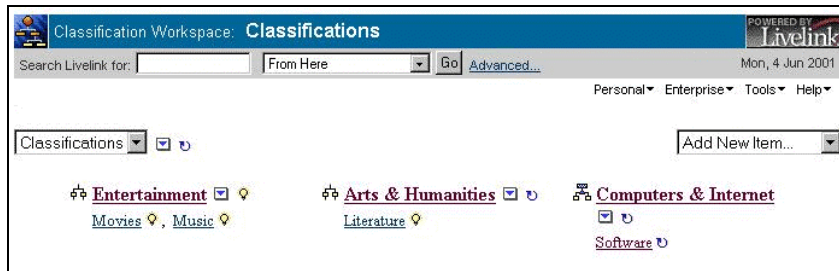 Classification Workspace: Classifications
POWERED BY
Livelink
Search Livelink for: From Here Go Advanced... Mon, 4 Jun 2001
Personal Enterprise Tools Help
Classifications Add New Item...
Entertainment Arts & Humanities Computers & Internet
Movies , Music Literature
Software